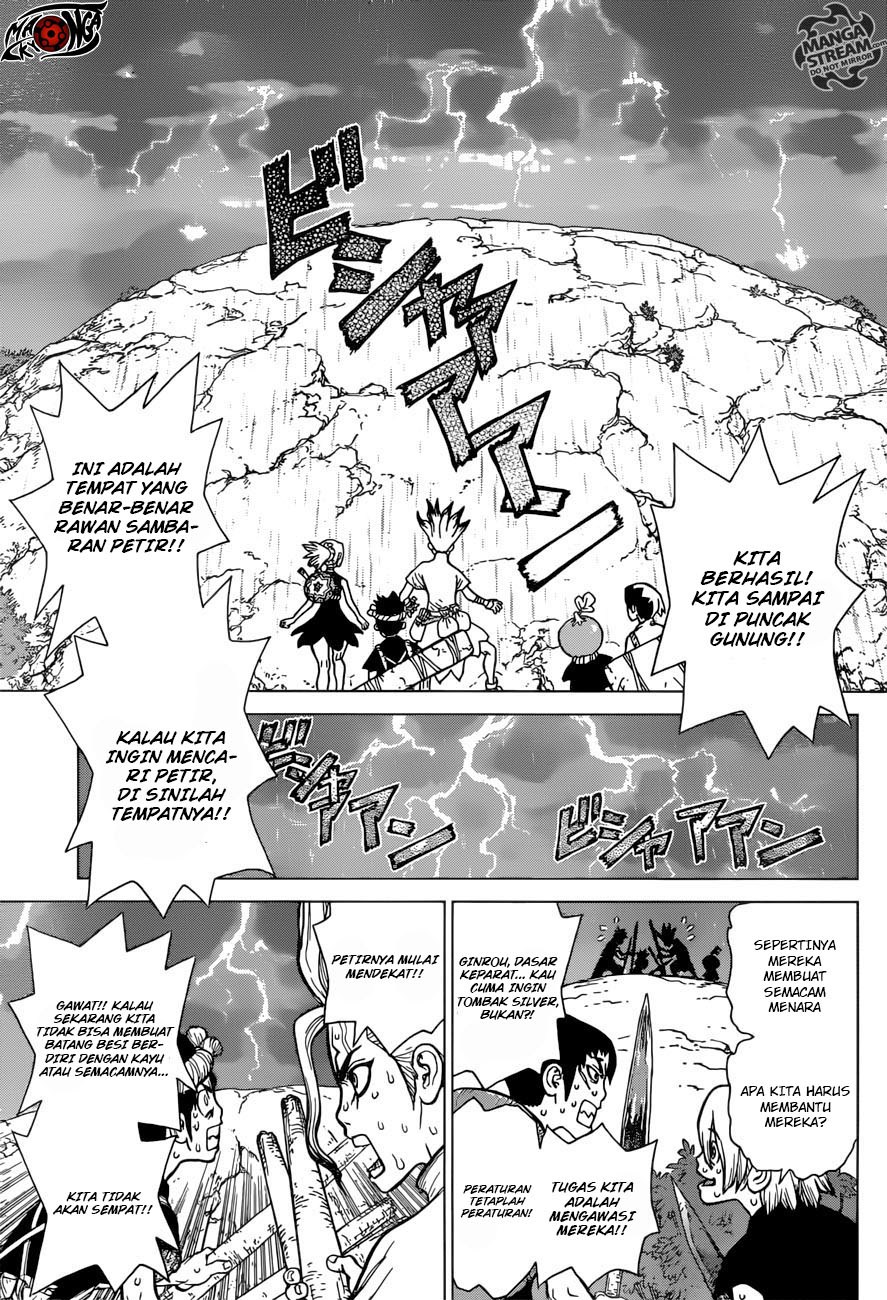 MANGAKU
MANGA
STREAM.com
DO NOT MIRROR
ビシャアアアンー
KITA
BERHASIL!
KITA SAMPAI
DI PUNCAK
GUNUNG!!
INI ADALAH
TEMPAT YANG
BENAR-BENAR
RAWAN SAMBA-
RAN PETIR!!
KALAU KITA
INGIN MENCA-
RI PETIR,
DI SINILAH
TEMPATNYA!!
ビシャアアン
ビシャアアン
SEPERTINYA
MEREKA
MEMBUAT
SEMACAM
MENARA
APA KITA HARUS
MEMBANTU
MEREKA?
GINROU, DASAR
KEPARAT... KAU
CUMA INGIN
TOMBAK SILVER,
BUKAN?!
TUGAS KITA
ADALAH
MENGAWASI
MEREKA!!
PERATURAN
TETAPLAH
PERATURAN!
PETIRNYA MULAI
MENDEKAT!!
GAWAT!! KALAU
SEKARANG KITA
TIDAK BISA MEMBUAT
BATANG BESI BER-
DIRI DENGAN KAYU
ATAU SEMACAMNYA...
KITA TIDAK
AKAN SEMPAT!!